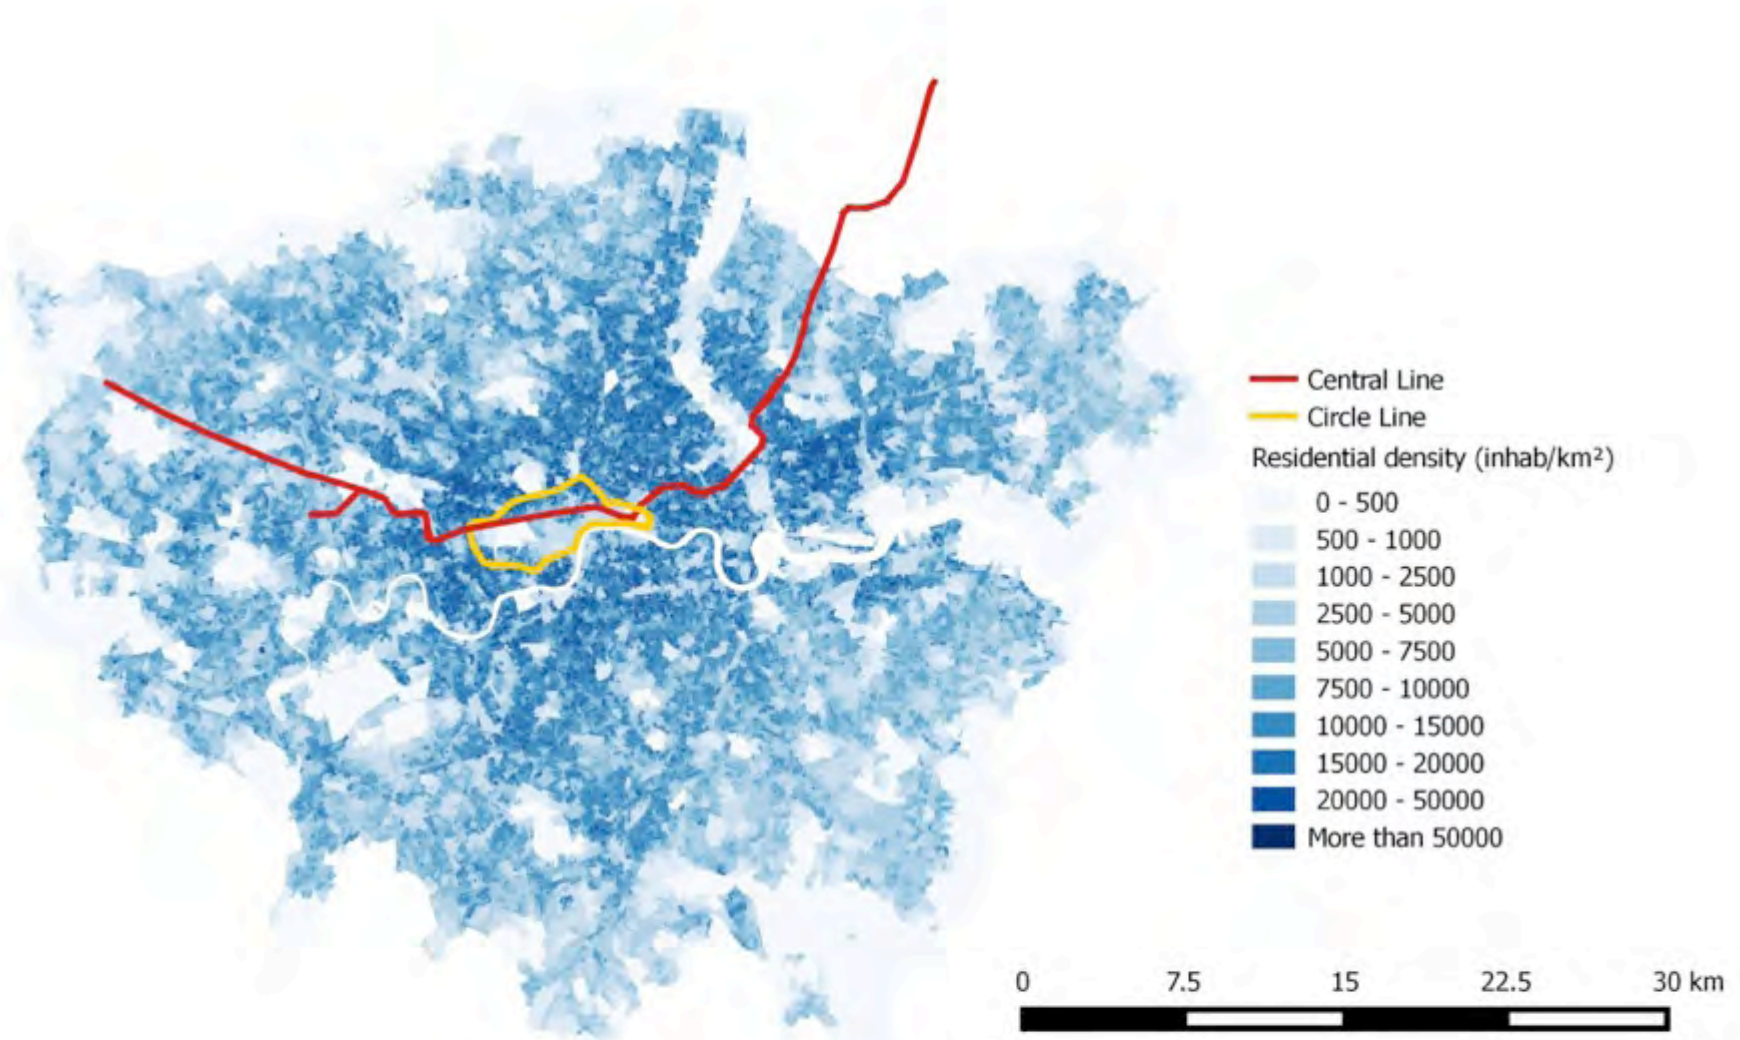 Central Line
Circle Line
Residential density (inhab/km²)
0 - 500
500 - 1000
1000 - 2500
2500 - 5000
5000 - 7500
7500 - 10000
10000 - 15000
15000 - 20000
20000 - 50000
More than 50000
0 7.5 15 22.5 30 km